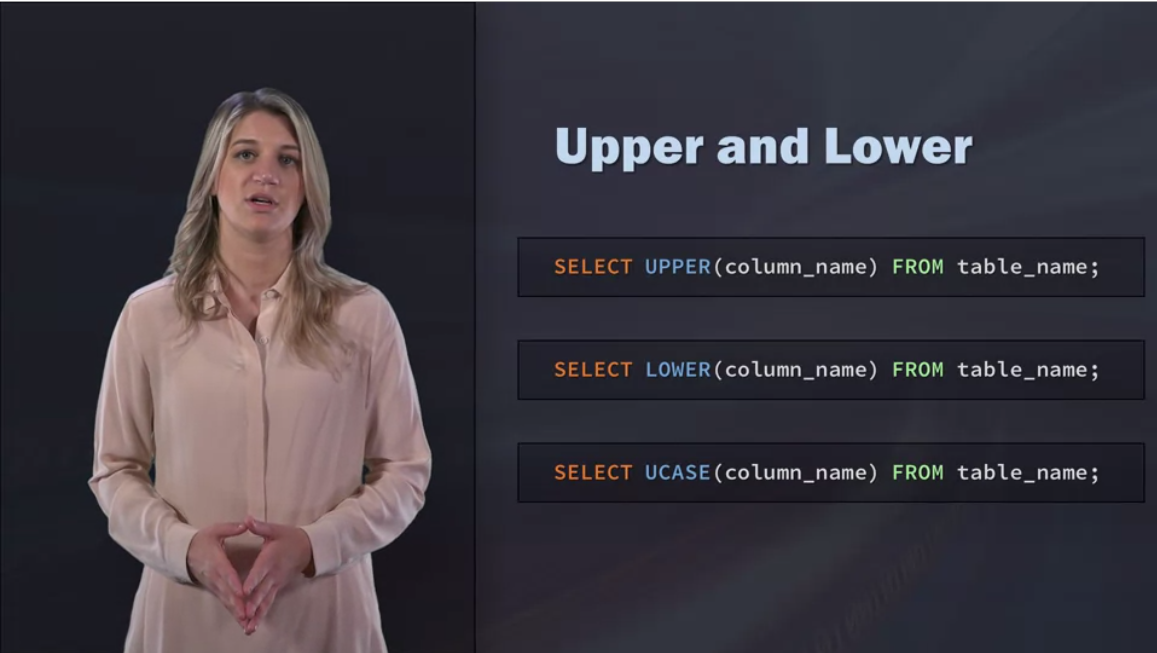 Upper and Lower
SELECT UPPER(column_name) FROM table_name;
SELECT LOWER(column_name) FROM table_name;
SELECT UCASE(column_name) FROM table_name;